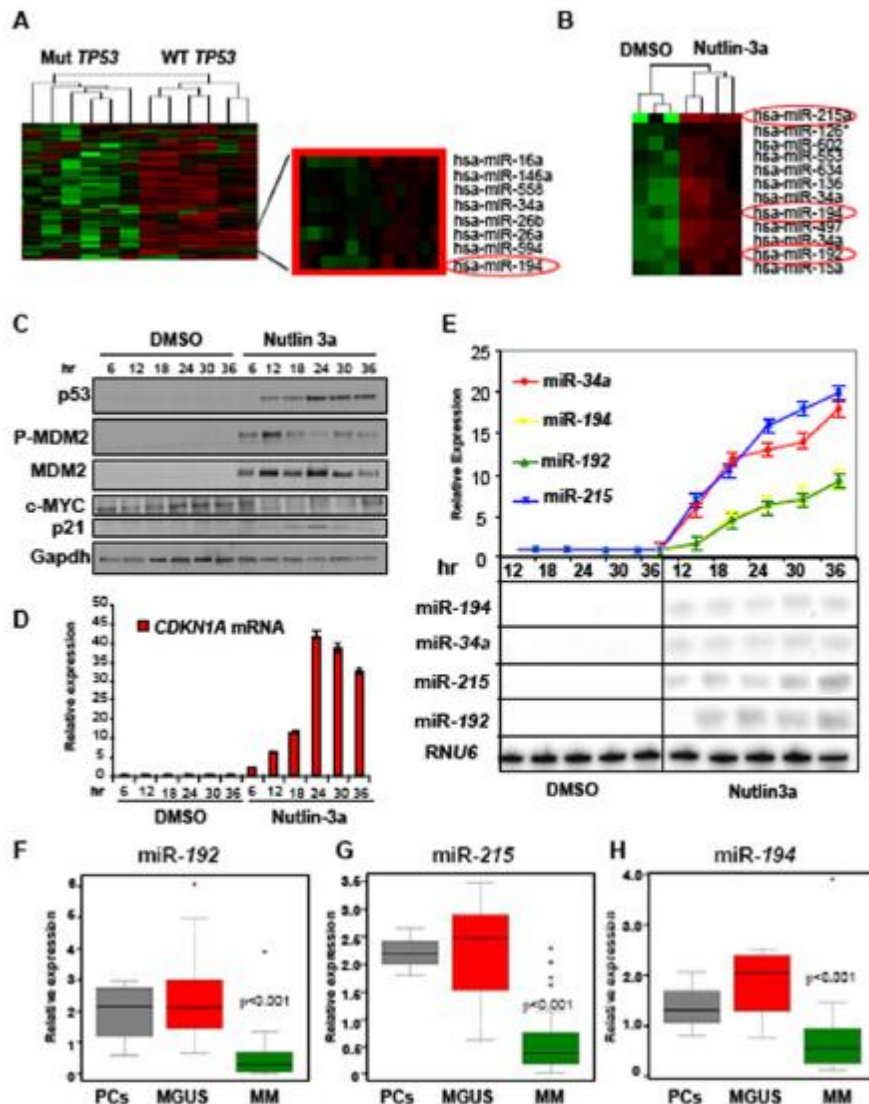 A
Mut TP53 WT TP53
hsa-miR-16a
hsa-miR-146a
hsa-miR-558
hsa-miR-34a
hsa-miR-26b
hsa-miR-26a
hsa-miR-594
hsa-miR-194
B
DMSO Nutlin-3a
hsa-miR-215a
hsa-miR-126*
hsa-miR-602
hsa-miR-553
hsa-miR-634
hsa-miR-136
hsa-miR-34a
hsa-miR-194
hsa-miR-497
hsa-miR-34a
hsa-miR-192
hsa-miR-15a
C
DMSO Nutlin 3a
hr 6 12 18 24 30 36 6 12 18 24 30 36
p53
P-MDM2
MDM2
c-MYC
p21
Gapdh
D
CDKN1A mRNA
Relative expression
50
45
40
35
30
25
20
15
10
5
0
hr 6 12 18 24 30 36 6 12 18 24 30 36
DMSO Nutlin-3a
E
Relative Expression
25
20
15
10
5
0
miR-34a
miR-194
miR-192
miR-215
hr 12 18 24 30 36 12 18 24 30 36
miR-194
miR-34a
miR-215
miR-192
RNU6
DMSO Nutlin3a
F
miR-192
Relative expression
6
5
4
3
2
1
0
p<0.001
PCs MGUS MM
G
miR-215
Relative expression
3.5
3.0
2.5
2.0
1.5
1.0
0.5
0
p<0.001
PCs MGUS MM
H
miR-194
Relative expression
4.0
3.0
2.0
1.0
0
p<0.001
PCs MGUS MM